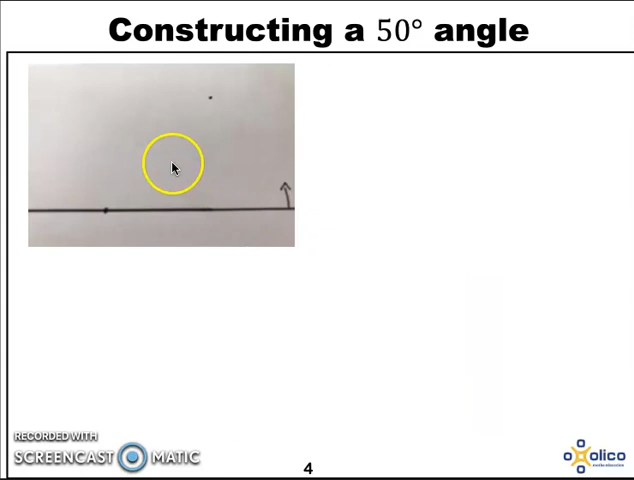 Constructing a 50° angle
RECORDED WITH
SCREENCAST MATIC
olico
4